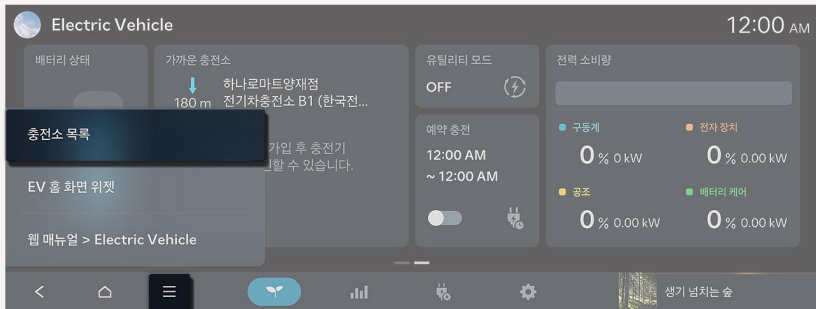 Electric Vehicle
12:00 AM
배터리 상태
가까운 충전소
하나로마트양재점
180 m 전기차충전소 B1 (한국전...
가입 후 충전기
할 수 있습니다.
유틸리티 모드
OFF
예약 충전
12:00 AM
~ 12:00 AM
전력 소비량
구동계
0 % 0 kW
전자 장치
0 % 0.00 kW
공조
0 % 0.00 kW
배터리 케어
0 % 0.00 kW
충전소 목록
EV 홈 화면 위젯
웹 매뉴얼 > Electric Vehicle
생기 넘치는 숲